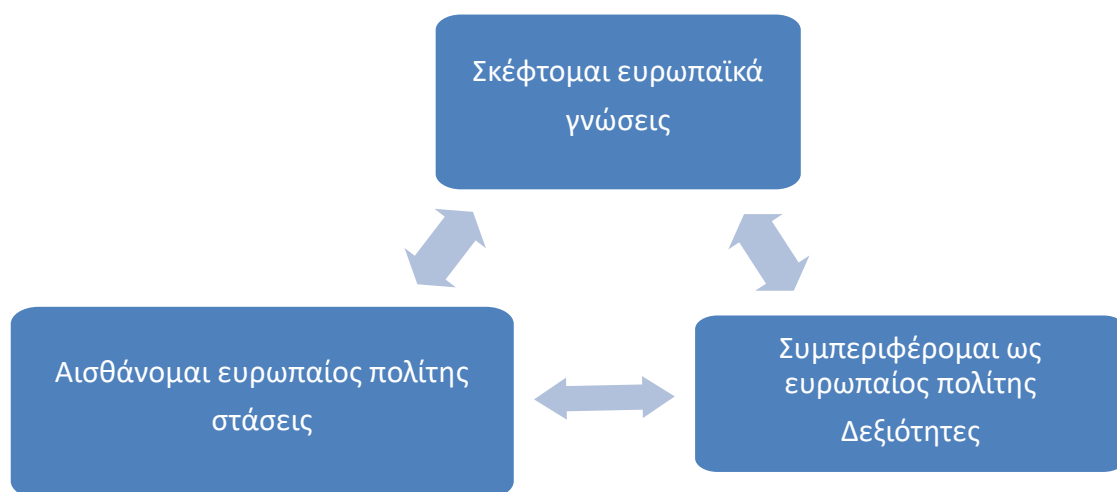 Σκέφτομαι ευρωπαϊκά
γνώσεις
Αισθάνομαι ευρωπαίος πολίτης
στάσεις
Συμπεριφέρομαι ως
ευρωπαίος πολίτης
Δεξιότητες